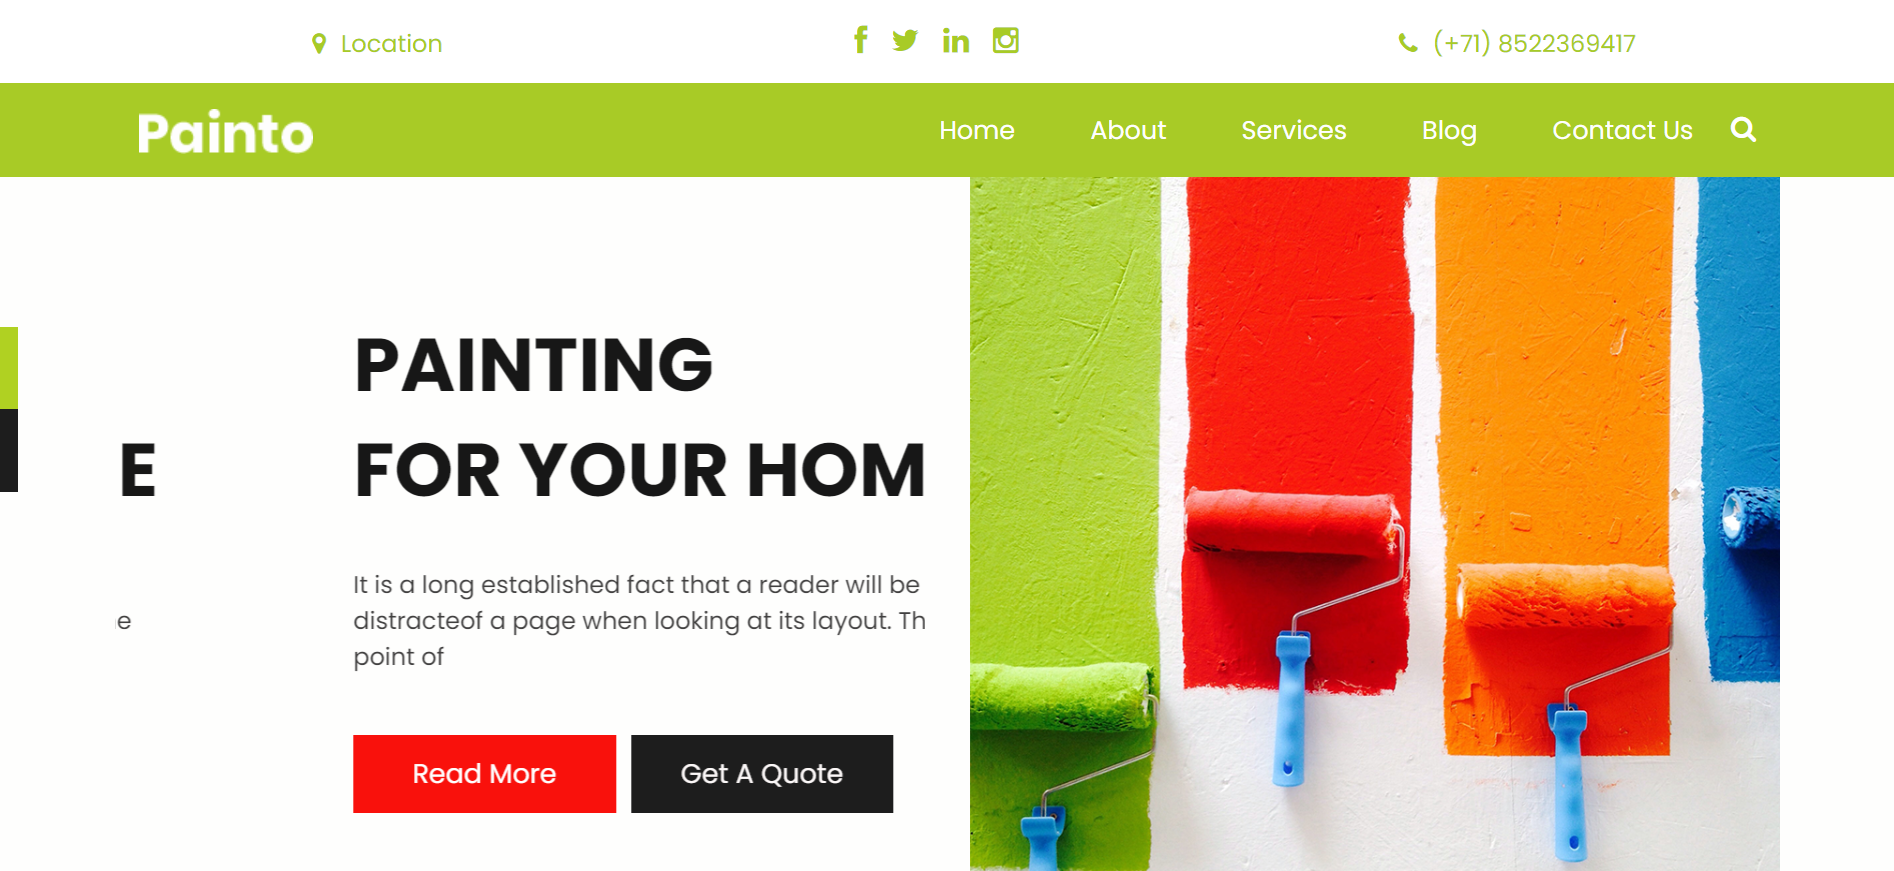 Location
(+71) 8522369417
Painto
Home About Services Blog Contact Us
PAINTING
E FOR YOUR HOM
It is a long established fact that a reader will be
e distracteof a page when looking at its layout. Th
point of
Read More Get A Quote